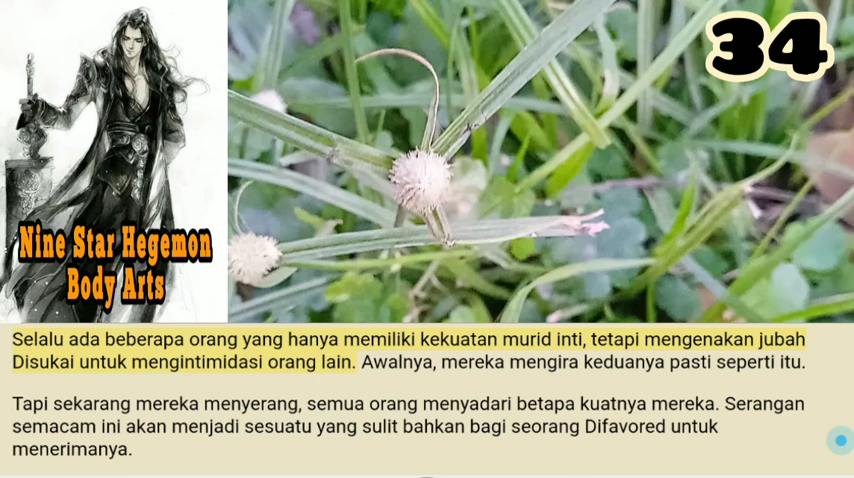 34
Nine Star Hegemon
Body Arts
Selalu ada beberapa orang yang hanya memiliki kekuatan murid inti, tetapi mengenakan jubah
Disukai untuk mengintimidasi orang lain. Awalnya, mereka mengira keduanya pasti seperti itu.
Tapi sekarang mereka menyerang, semua orang menyadari betapa kuatnya mereka. Serangan
semacam ini akan menjadi sesuatu yang sulit bahkan bagi seorang Difavored untuk
menerimanya.